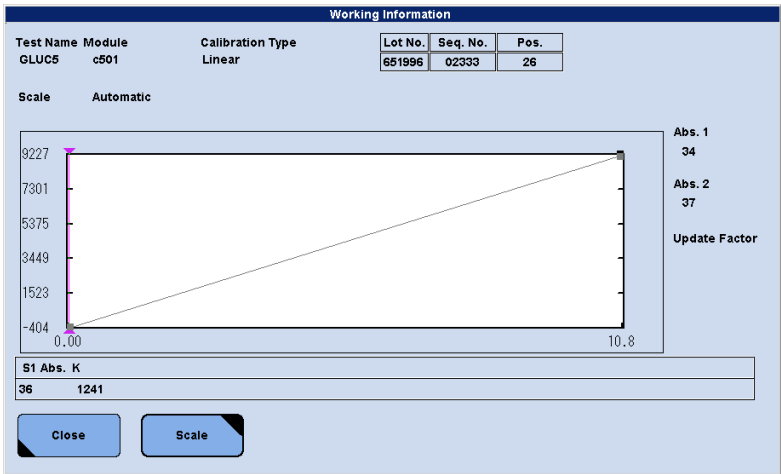 Working Information
Test Name Module Calibration Type Lot No. Seq. No. Pos.
GLUC5 c501 Linear 651996 02333 26
Scale Automatic
Abs. 1
34
Abs. 2
37
Update Factor
9227
7301
5375
3449
1523
-404
0.00 10.8
S1 Abs. K
36 1241
Close Scale